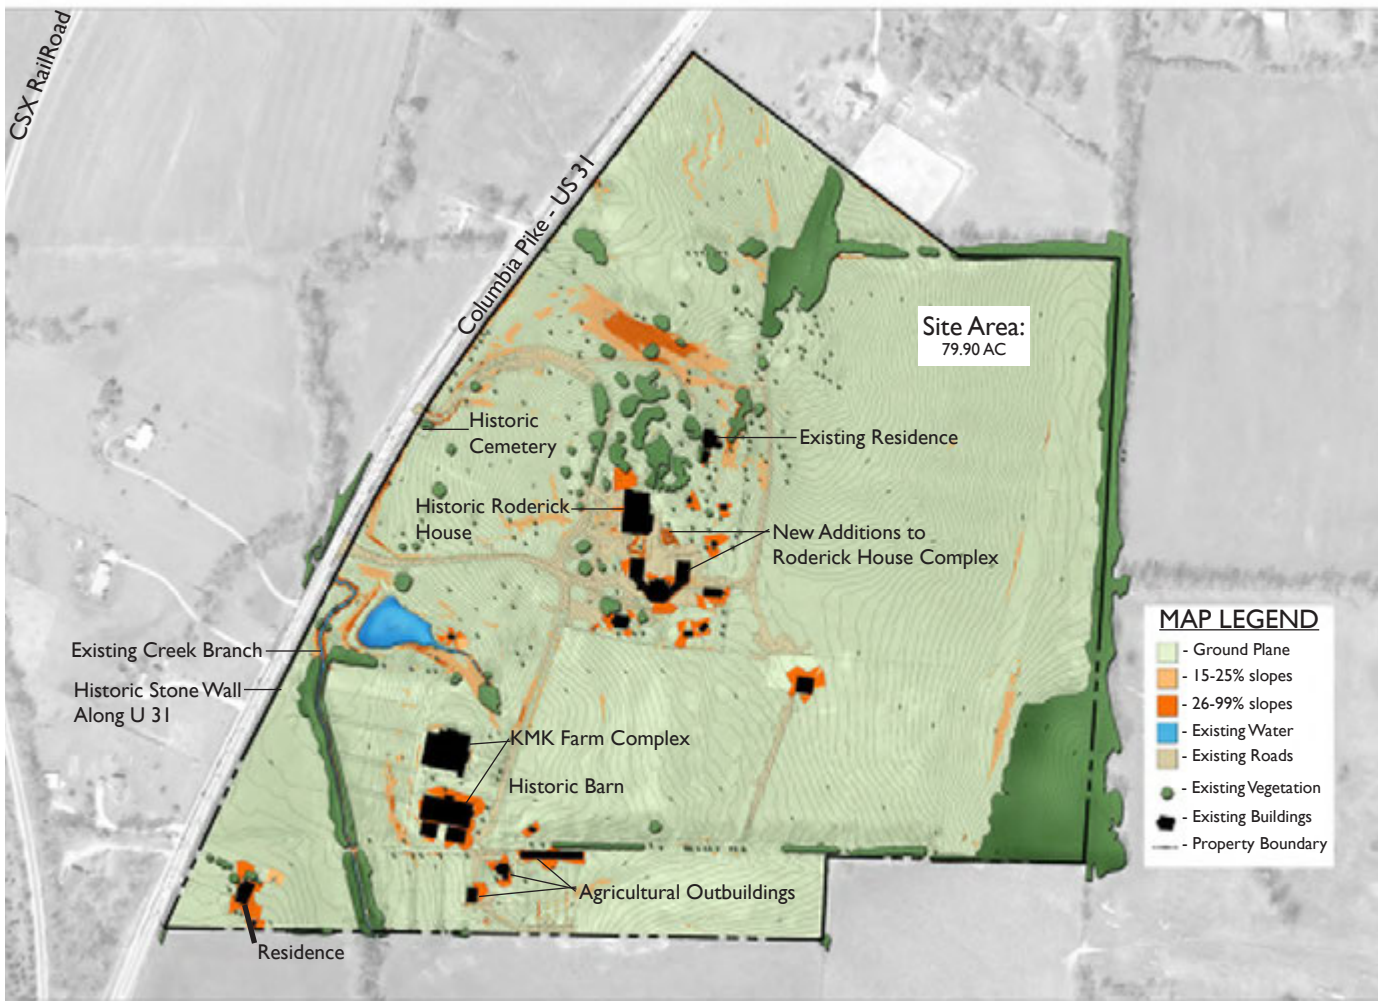 CSX RailRoad
Columbia Pike - US 31
Site Area:
79.90 AC
Historic
Cemetery
Existing Residence
Historic Roderick
House
New Additions to
Roderick House Complex
Existing Creek Branch
Historic Stone Wall
Along U 31
KMK Farm Complex
Historic Barn
Agricultural Outbuildings
Residence
MAP LEGEND
- Ground Plane
- 15-25% slopes
- 26-99% slopes
- Existing Water
- Existing Roads
- Existing Vegetation
- Existing Buildings
- Property Boundary